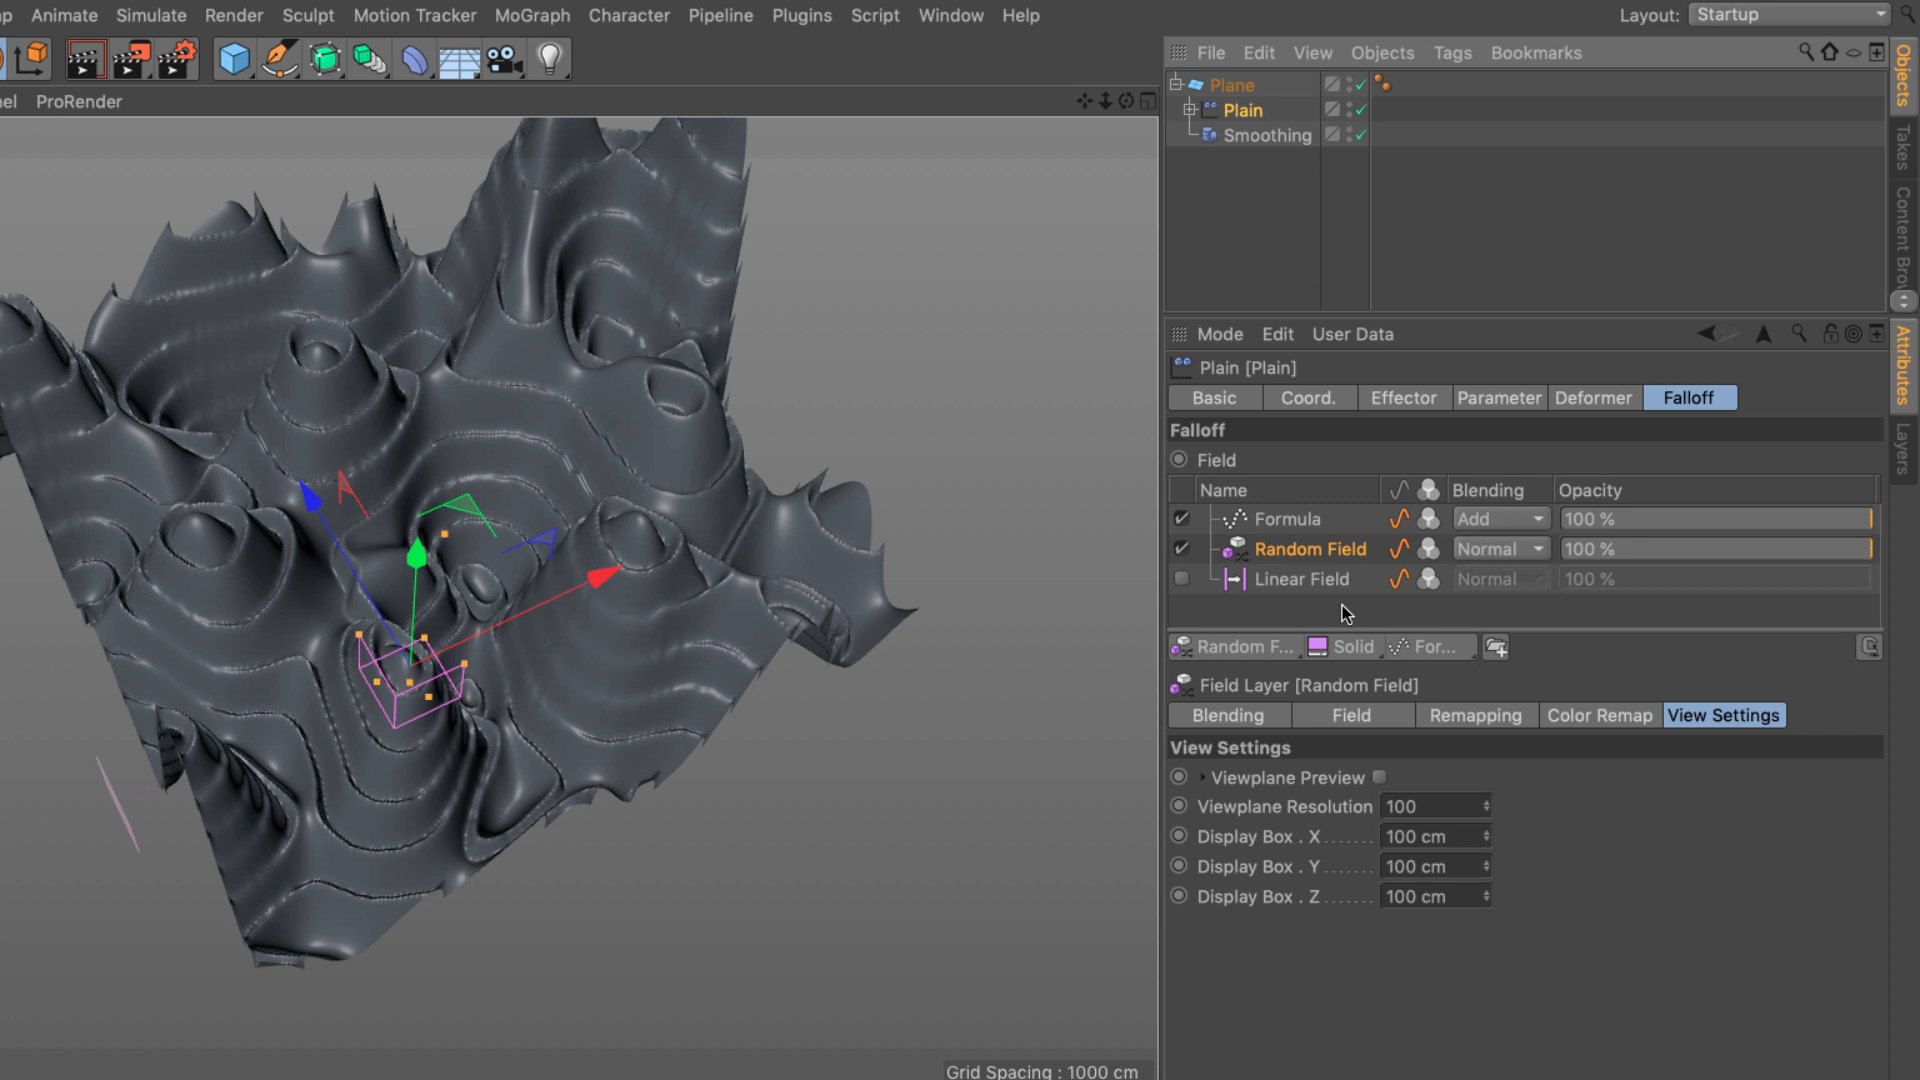 Animate Simulate Render Sculpt Motion Tracker MoGraph Character Pipeline Plugins Script Window Help
Layout: Startup
ProRender
File Edit View Objects Tags Bookmarks
Plane
Plain
Smoothing
Objects
Takes
Content Bro
Mode Edit User Data
Plain [Plain]
Basic Coord. Effector Parameter Deformer Falloff
Falloff
Field
Name Blending Opacity
Formula Add 100 %
Random Field Normal 100 %
Linear Field Normal 100 %
Random F... Solid For...
Field Layer [Random Field]
Blending Field Remapping Color Remap View Settings
View Settings
Viewplane Preview
Viewplane Resolution 100
Display Box . X....... 100 cm
Display Box . Y....... 100 cm
Display Box . Z....... 100 cm
Attributes
Layers
Grid Spacing : 1000 cm